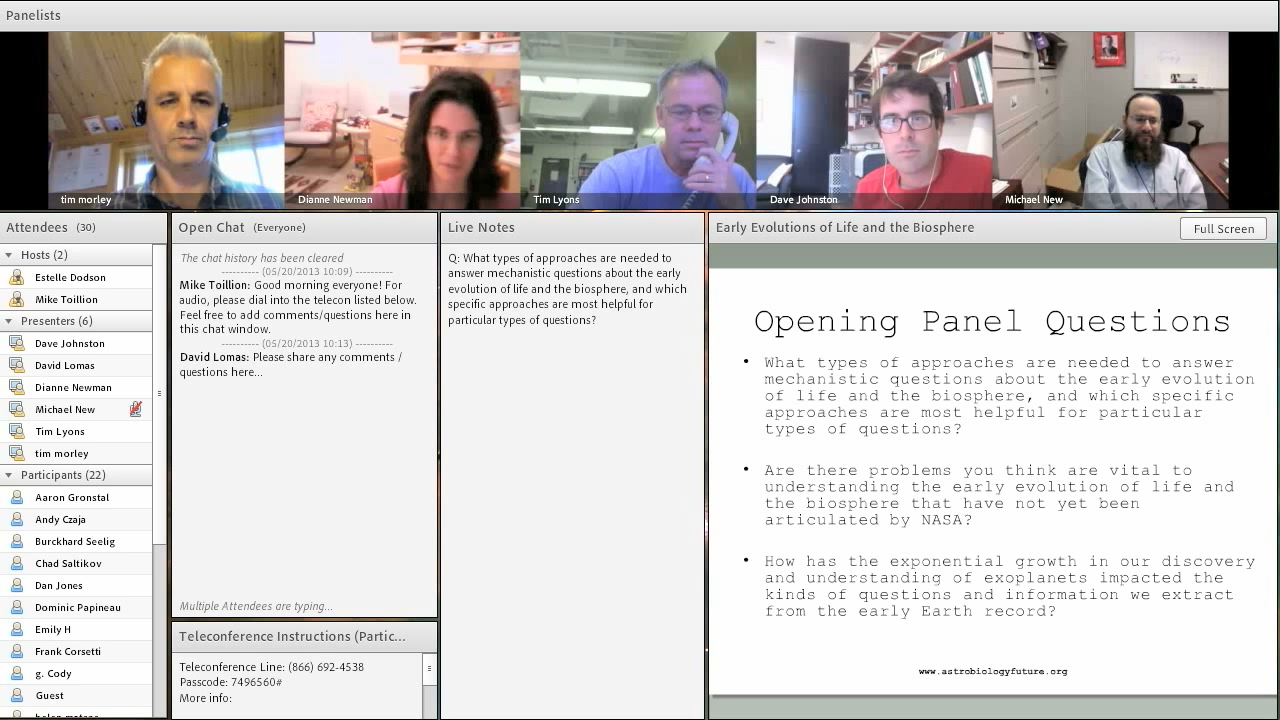 Panelists
tim morley
Dianne Newman
Tim Lyons
Dave Johnston
Michael New
Attendees (30)
Hosts (2)
Estelle Dodson
Mike Toillion
Presenters (6)
Dave Johnston
David Lomas
Dianne Newman
Michael New
Tim Lyons
tim morley
Participants (22)
Aaron Gronstal
Andy Czaja
Burckhard Seelig
Chad Saltikov
Dan Jones
Dominic Papineau
Emily H
Frank Corsetti
g. Cody
Guest
Open Chat (Everyone)
The chat history has been cleared
---------- (05/20/2013 10:09) ----------
Mike Toillion: Good morning everyone! For
audio, please dial into the telecon listed below.
Feel free to add comments/questions here in
this chat window.
---------- (05/20/2013 10:13) ----------
David Lomas: Please share any comments /
questions here...
Multiple Attendees are typing...
Teleconference Instructions (Partic...
Teleconference Line: (866) 692-4538
Passcode: 7496560#
More info:
Live Notes
Q: What types of approaches are needed to
answer mechanistic questions about the early
evolution of life and the biosphere, and which
specific approaches are most helpful for
particular types of questions?
Early Evolutions of Life and the Biosphere
Full Screen
Opening Panel Questions
• What types of approaches are needed to answer
mechanistic questions about the early evolution
of life and the biosphere, and which specific
approaches are most helpful for particular
types of questions?
• Are there problems you think are vital to
understanding the early evolution of life and
the biosphere that have not yet been
articulated by NASA?
• How has the exponential growth in our discovery
and understanding of exoplanets impacted the
kinds of questions and information we extract
from the early Earth record?
www.astrobiologyfuture.org